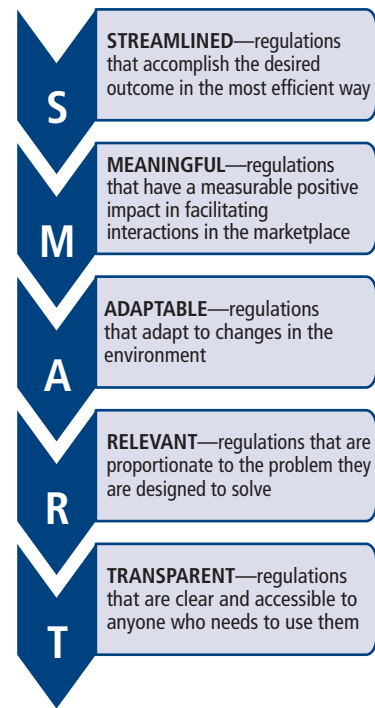 S
STREAMLINED—regulations
that accomplish the desired
outcome in the most efficient way
M
MEANINGFUL—regulations
that have a measurable positive
impact in facilitating
interactions in the marketplace
A
ADAPTABLE—regulations
that adapt to changes in the
environment
R
RELEVANT—regulations that are
proportionate to the problem they
are designed to solve
T
TRANSPARENT—regulations
that are clear and accessible to
anyone who needs to use them